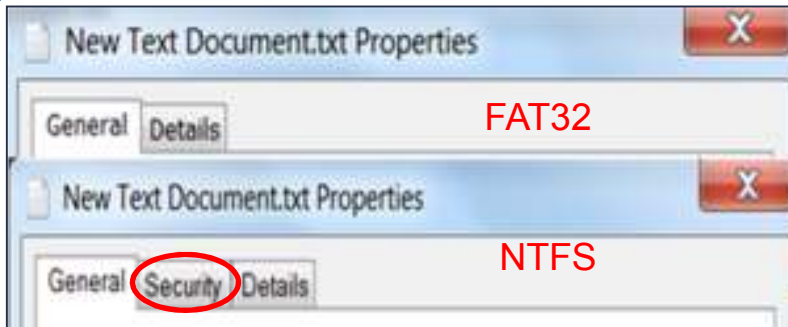 New Text Document.txt Properties
X
General Details
FAT32
New Text Document.txt Properties
X
General Security Details
NTFS